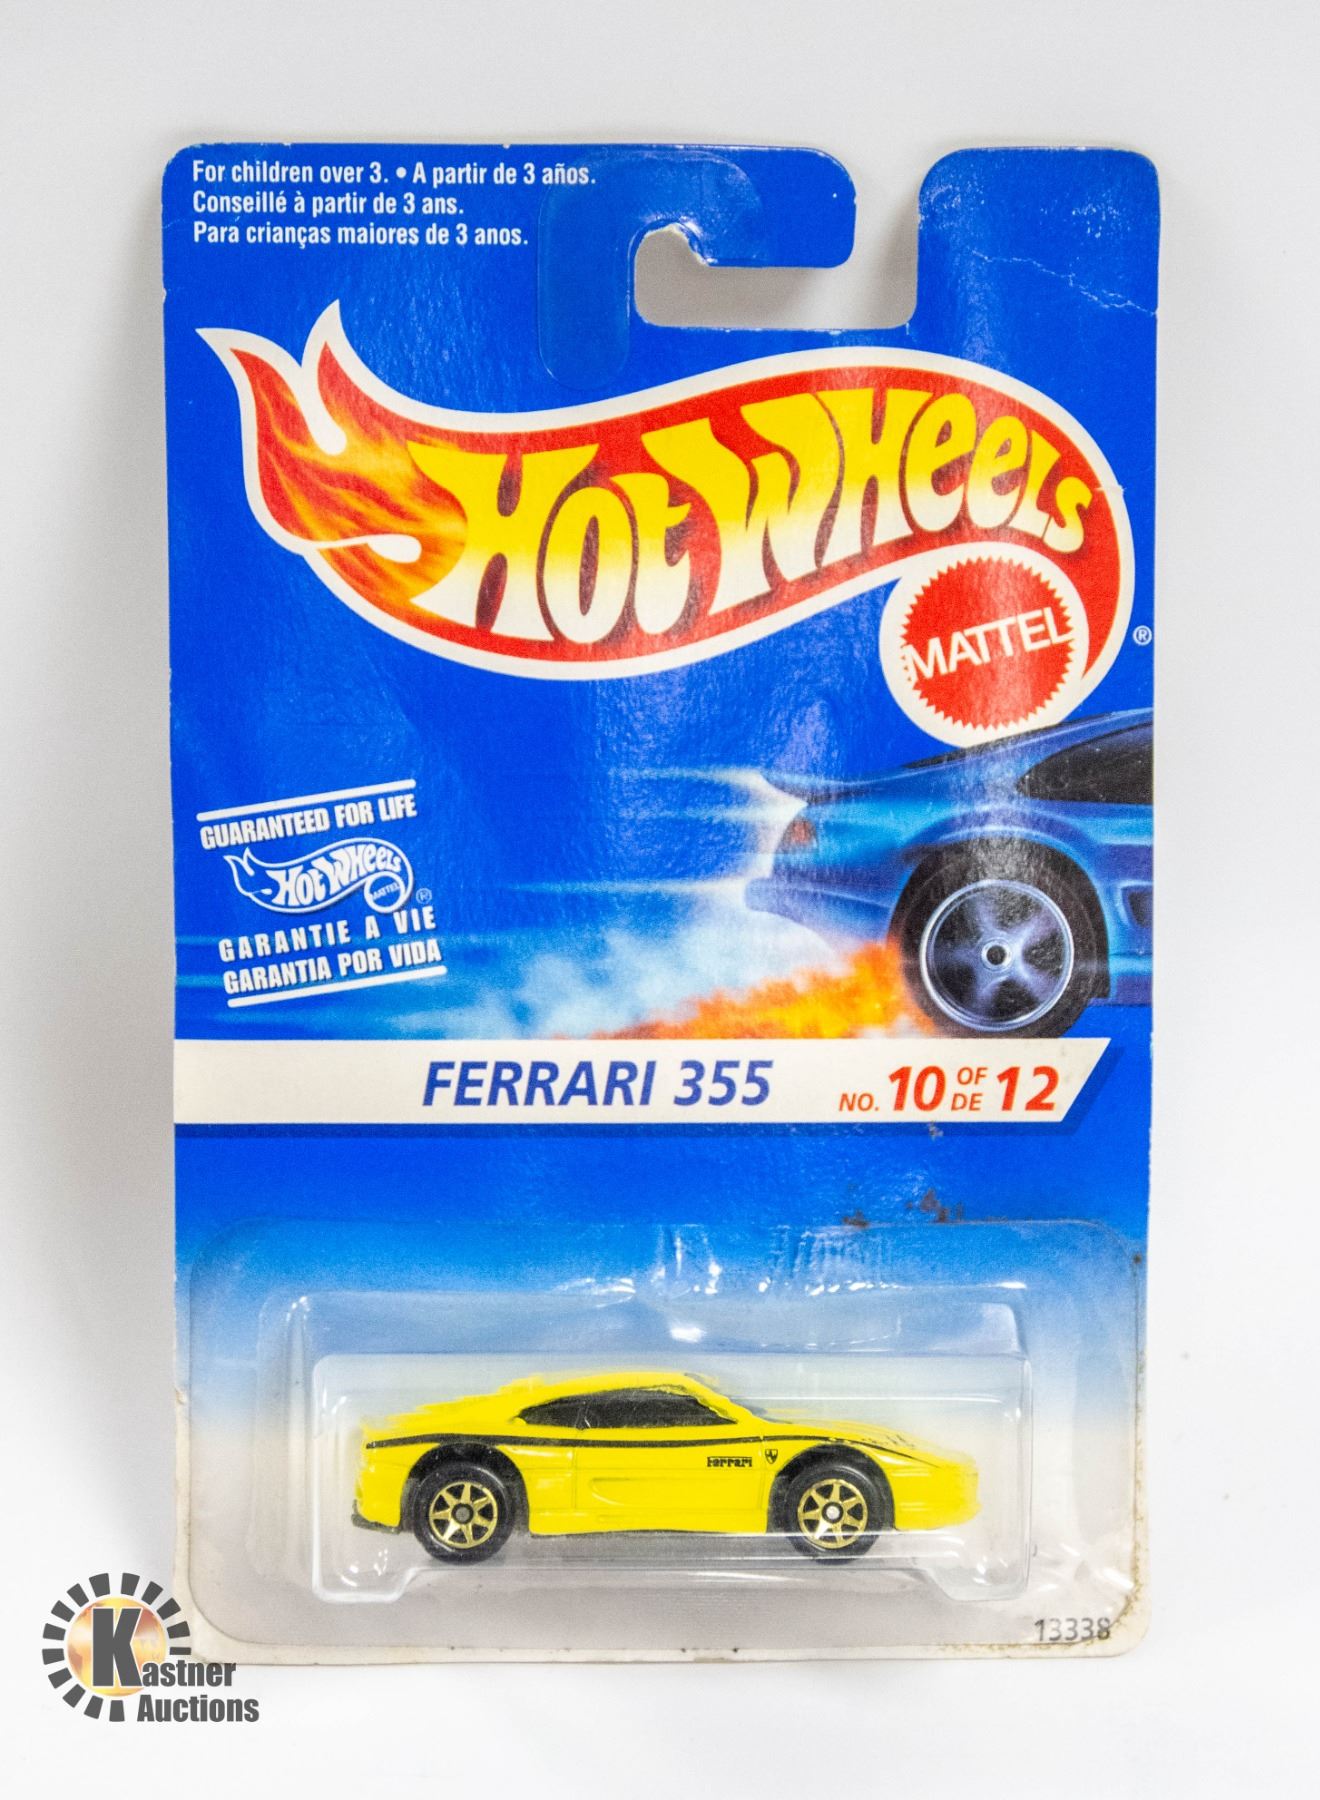 For children over 3. • A partir de 3 años.
Conseillé à partir de 3 ans.
Para crianças maiores de 3 anos.
HOT WHEELS
MATTEL
®
GUARANTEED FOR LIFE
HOT WHEELS
MATTEL
®
GARANTIE A VIE
GARANTIA POR VIDA
FERRARI 355
NO. 10 OF DE 12
Ferrari
13338
Kastner
Auctions